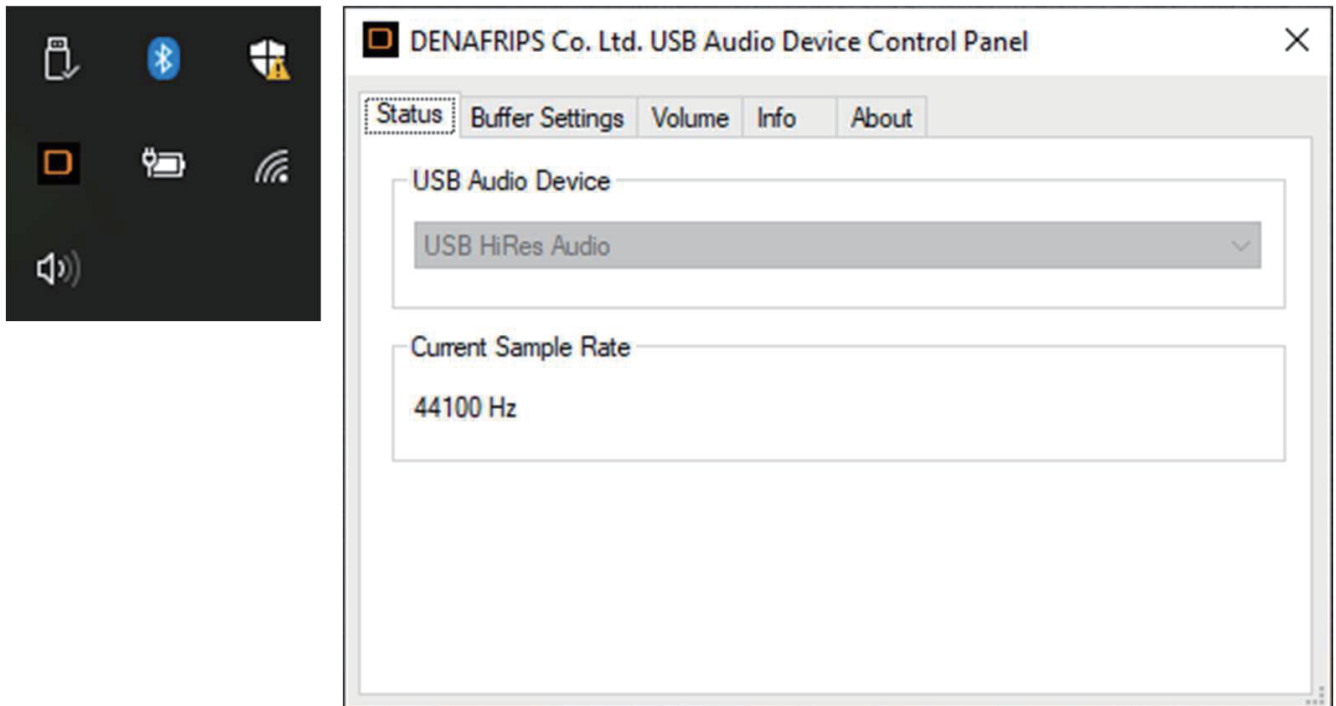 DENAFRIPS Co. Ltd. USB Audio Device Control Panel
Status Buffer Settings Volume Info About
USB Audio Device
USB HiRes Audio
Current Sample Rate
44100 Hz